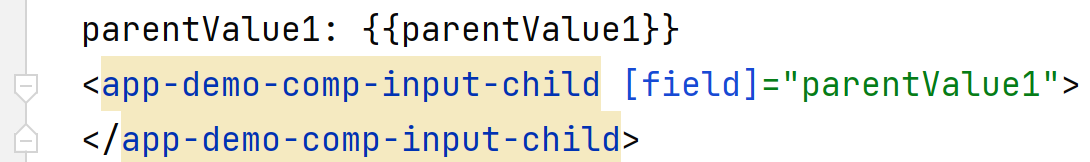 parentValue1: {{parentValue1}}
<app-demo-comp-input-child [field]="parentValue1">
</app-demo-comp-input-child>